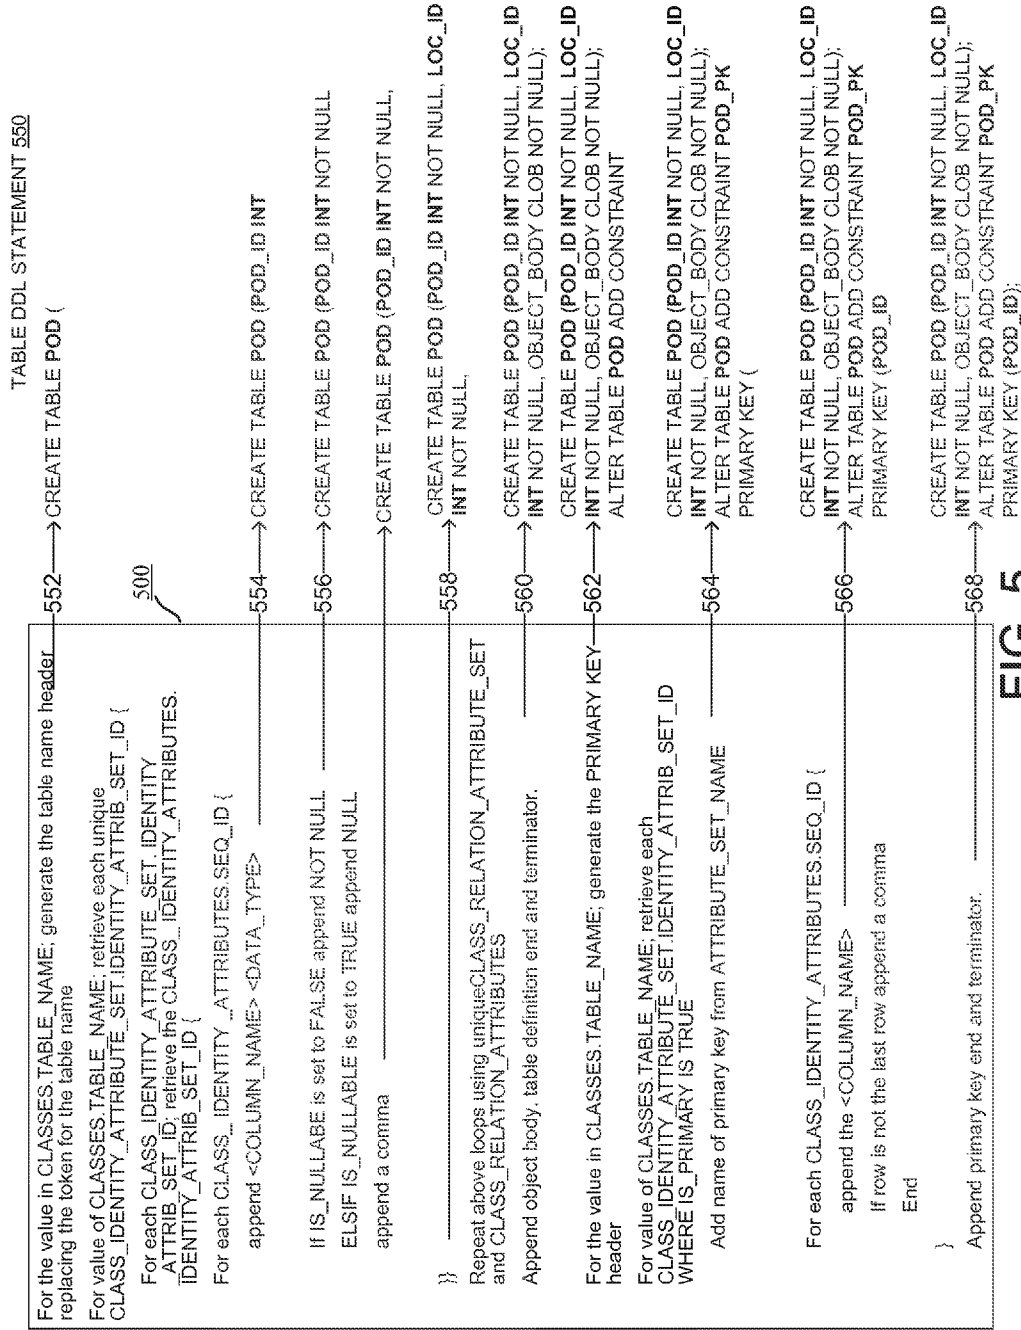 TABLE DDL STATEMENT 550
For the value in CLASSES.TABLE_NAME; generate the table name header
replacing the token for the table name
552
CREATE TABLE POD (
For value of CLASSES.TABLE_NAME; retrieve each unique
CLASS_IDENTITY_ATTRIBUTE_SET.IDENTITY_ATTRIB_SET_ID {
500
For each CLASS_IDENTITY_ATTRIBUTE_SET. IDENTITY
ATTRIB_SET_ID; retrieve the CLASS_IDENTITY_ATTRIBUTES.
IDENTITY_ATTRIB_SET_ID {
For each CLASS_IDENTITY_ATTRIBUTES.SEQ_ID {
append <COLUMN_NAME> <DATA_TYPE>
554
CREATE TABLE POD (POD_ID INT
If IS_NULLABE is set to FALSE append NOT NULL
556
CREATE TABLE POD (POD_ID INT NOT NULL
ELSIF IS_NULLABLE is set to TRUE append NULL
append a comma
CREATE TABLE POD (POD_ID INT NOT NULL,
}}
558
CREATE TABLE POD (POD_ID INT NOT NULL, LOC_ID
INT NOT NULL,
Repeat above loops using uniqueCLASS_RELATION_ATTRIBUTE_SET
and CLASS_RELATION_ATTRIBUTES
Append object body, table definition end and terminator.
560
CREATE TABLE POD (POD_ID INT NOT NULL, LOC_ID
INT NOT NULL, OBJECT_BODY CLOB NOT NULL);
For the value in CLASSES.TABLE_NAME; generate the PRIMARY KEY
header
562
CREATE TABLE POD (POD_ID INT NOT NULL, LOC_ID
INT NOT NULL, OBJECT_BODY CLOB NOT NULL);
ALTER TABLE POD ADD CONSTRAINT
For value of CLASSES.TABLE_NAME; retrieve each
CLASS_IDENTITY_ATTRIBUTE_SET.IDENTITY_ATTRIB_SET_ID
WHERE IS_PRIMARY IS TRUE
Add name of primary key from ATTRIBUTE_SET_NAME
564
CREATE TABLE POD (POD_ID INT NOT NULL, LOC_ID
INT NOT NULL, OBJECT_BODY CLOB NOT NULL);
ALTER TABLE POD ADD CONSTRAINT POD_PK
PRIMARY KEY (
For each CLASS_IDENTITY_ATTRIBUTES.SEQ_ID {
append the <COLUMN_NAME>
566
CREATE TABLE POD (POD_ID INT NOT NULL, LOC_ID
INT NOT NULL, OBJECT_BODY CLOB NOT NULL);
ALTER TABLE POD ADD CONSTRAINT POD_PK
PRIMARY KEY (POD_ID
If row is not the last row append a comma
End
}
Append primary key end and terminator.
568
CREATE TABLE POD (POD_ID INT NOT NULL, LOC_ID
INT NOT NULL, OBJECT_BODY CLOB NOT NULL);
ALTER TABLE POD ADD CONSTRAINT POD_PK
PRIMARY KEY (POD_ID);
FIG. 5